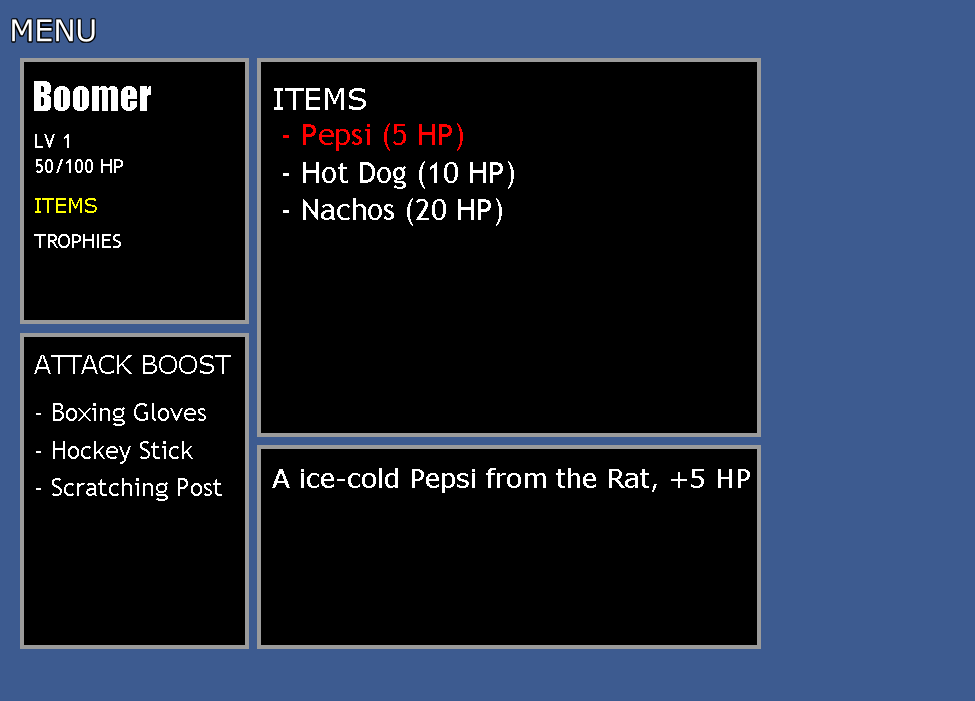 MENU
Boomer
LV 1
50/100 HP
ITEMS
TROPHIES
ATTACK BOOST
- Boxing Gloves
- Hockey Stick
- Scratching Post
ITEMS
- Pepsi (5 HP)
- Hot Dog (10 HP)
- Nachos (20 HP)
A ice-cold Pepsi from the Rat, +5 HP